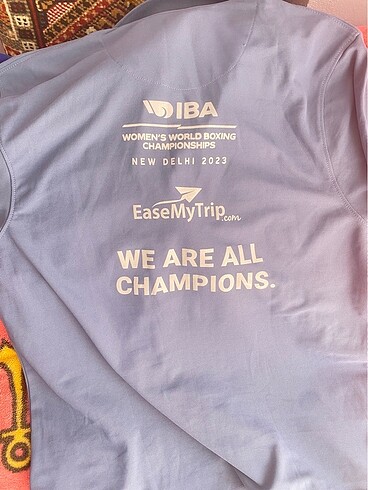 IBA
WOMEN'S WORLD BOXING
CHAMPIONSHIPS
NEW DELHI 2023
EaseMyTrip.com
WE ARE ALL
CHAMPIONS.